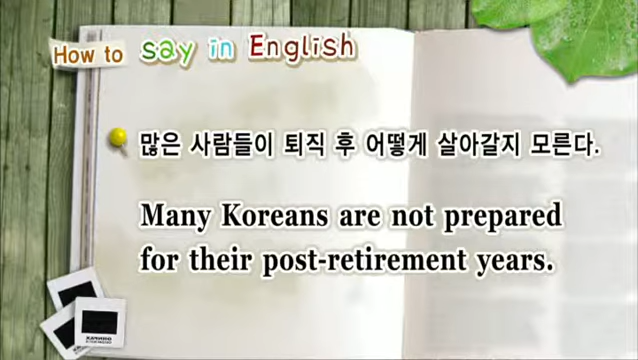 How to say in English
많은 사람들이 퇴직 후 어떻게 살아갈지 모른다.
Many Koreans are not prepared
for their post-retirement years.